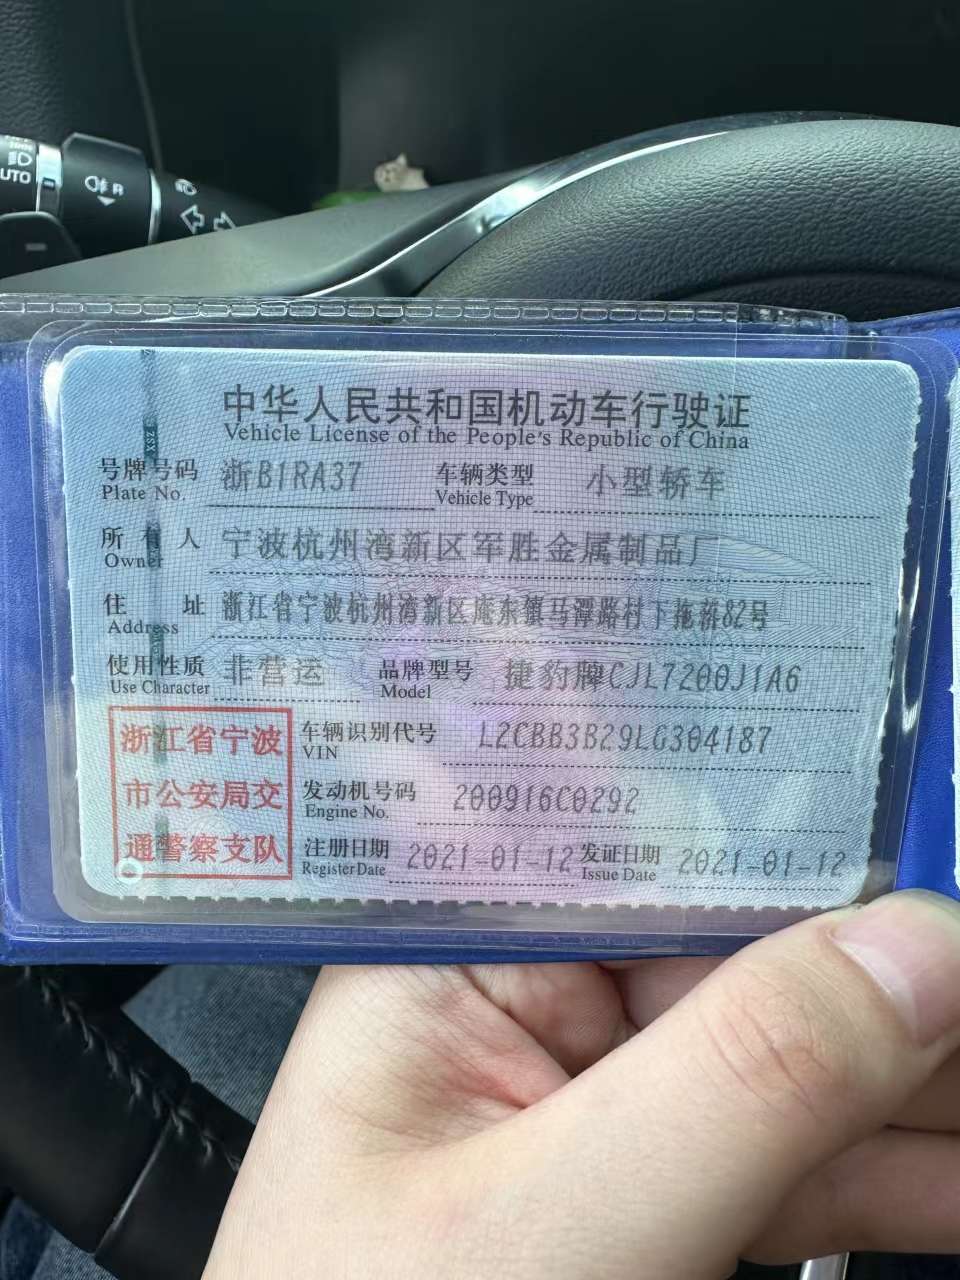 UTO
R
中华人民共和国机动车行驶证
Vehicle License of the People's Republic of China
号牌号码 浙B1RA37 车辆类型 小型轿车
Plate No. Vehicle Type
所有人 宁波杭州湾新区军胜金属制品厂
Owner
住址 浙江省宁波杭州湾新区庵东镇马潭路村下拖桥82号
Address
使用性质 非营运 品牌型号 捷豹牌CJL7200J1A6
Use Character Model
浙江省宁波
市公安局交
通警察支队
车辆识别代号 L2CBB3B29LG304187
VIN
发动机号码 200916C0292
Engine No.
注册日期 2021-01-12 发证日期 2021-01-12
Register Date Issue Date